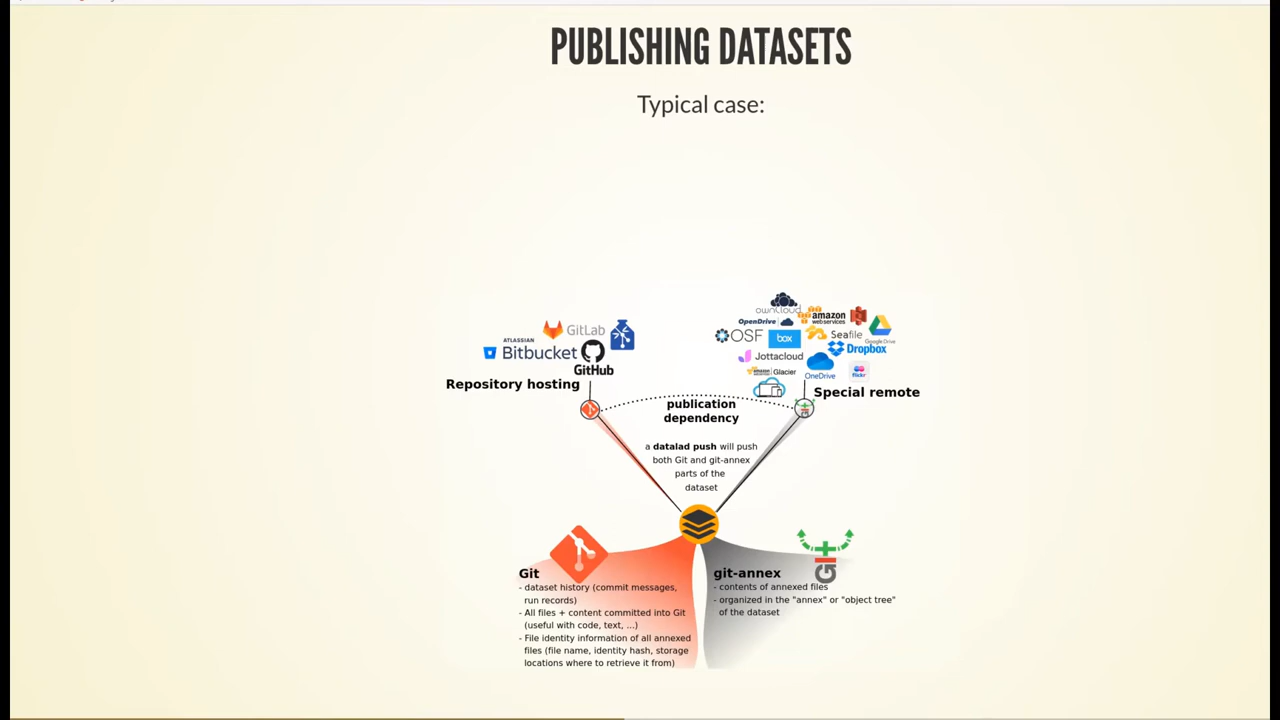 PUBLISHING DATASETS
Typical case:
ownCloud
OpenDrive
amazon
web services
OSF
box
Seafile
Google Drive
Jottacloud
Dropbox
Glacier
OneDrive
flickr
GitLab
ATLASSIAN
Bitbucket
GitHub
Repository hosting
Special remote
publication
dependency
a datalad push will push
both Git and git-annex
parts of the
dataset
Git
- dataset history (commit messages,
run records)
- All files + content committed into Git
(useful with code, text, ...)
- File identity information of all annexed
files (file name, identity hash, storage
locations where to retrieve it from)
git
git-annex
- contents of annexed files
- organized in the "annex" or "object tree"
of the dataset